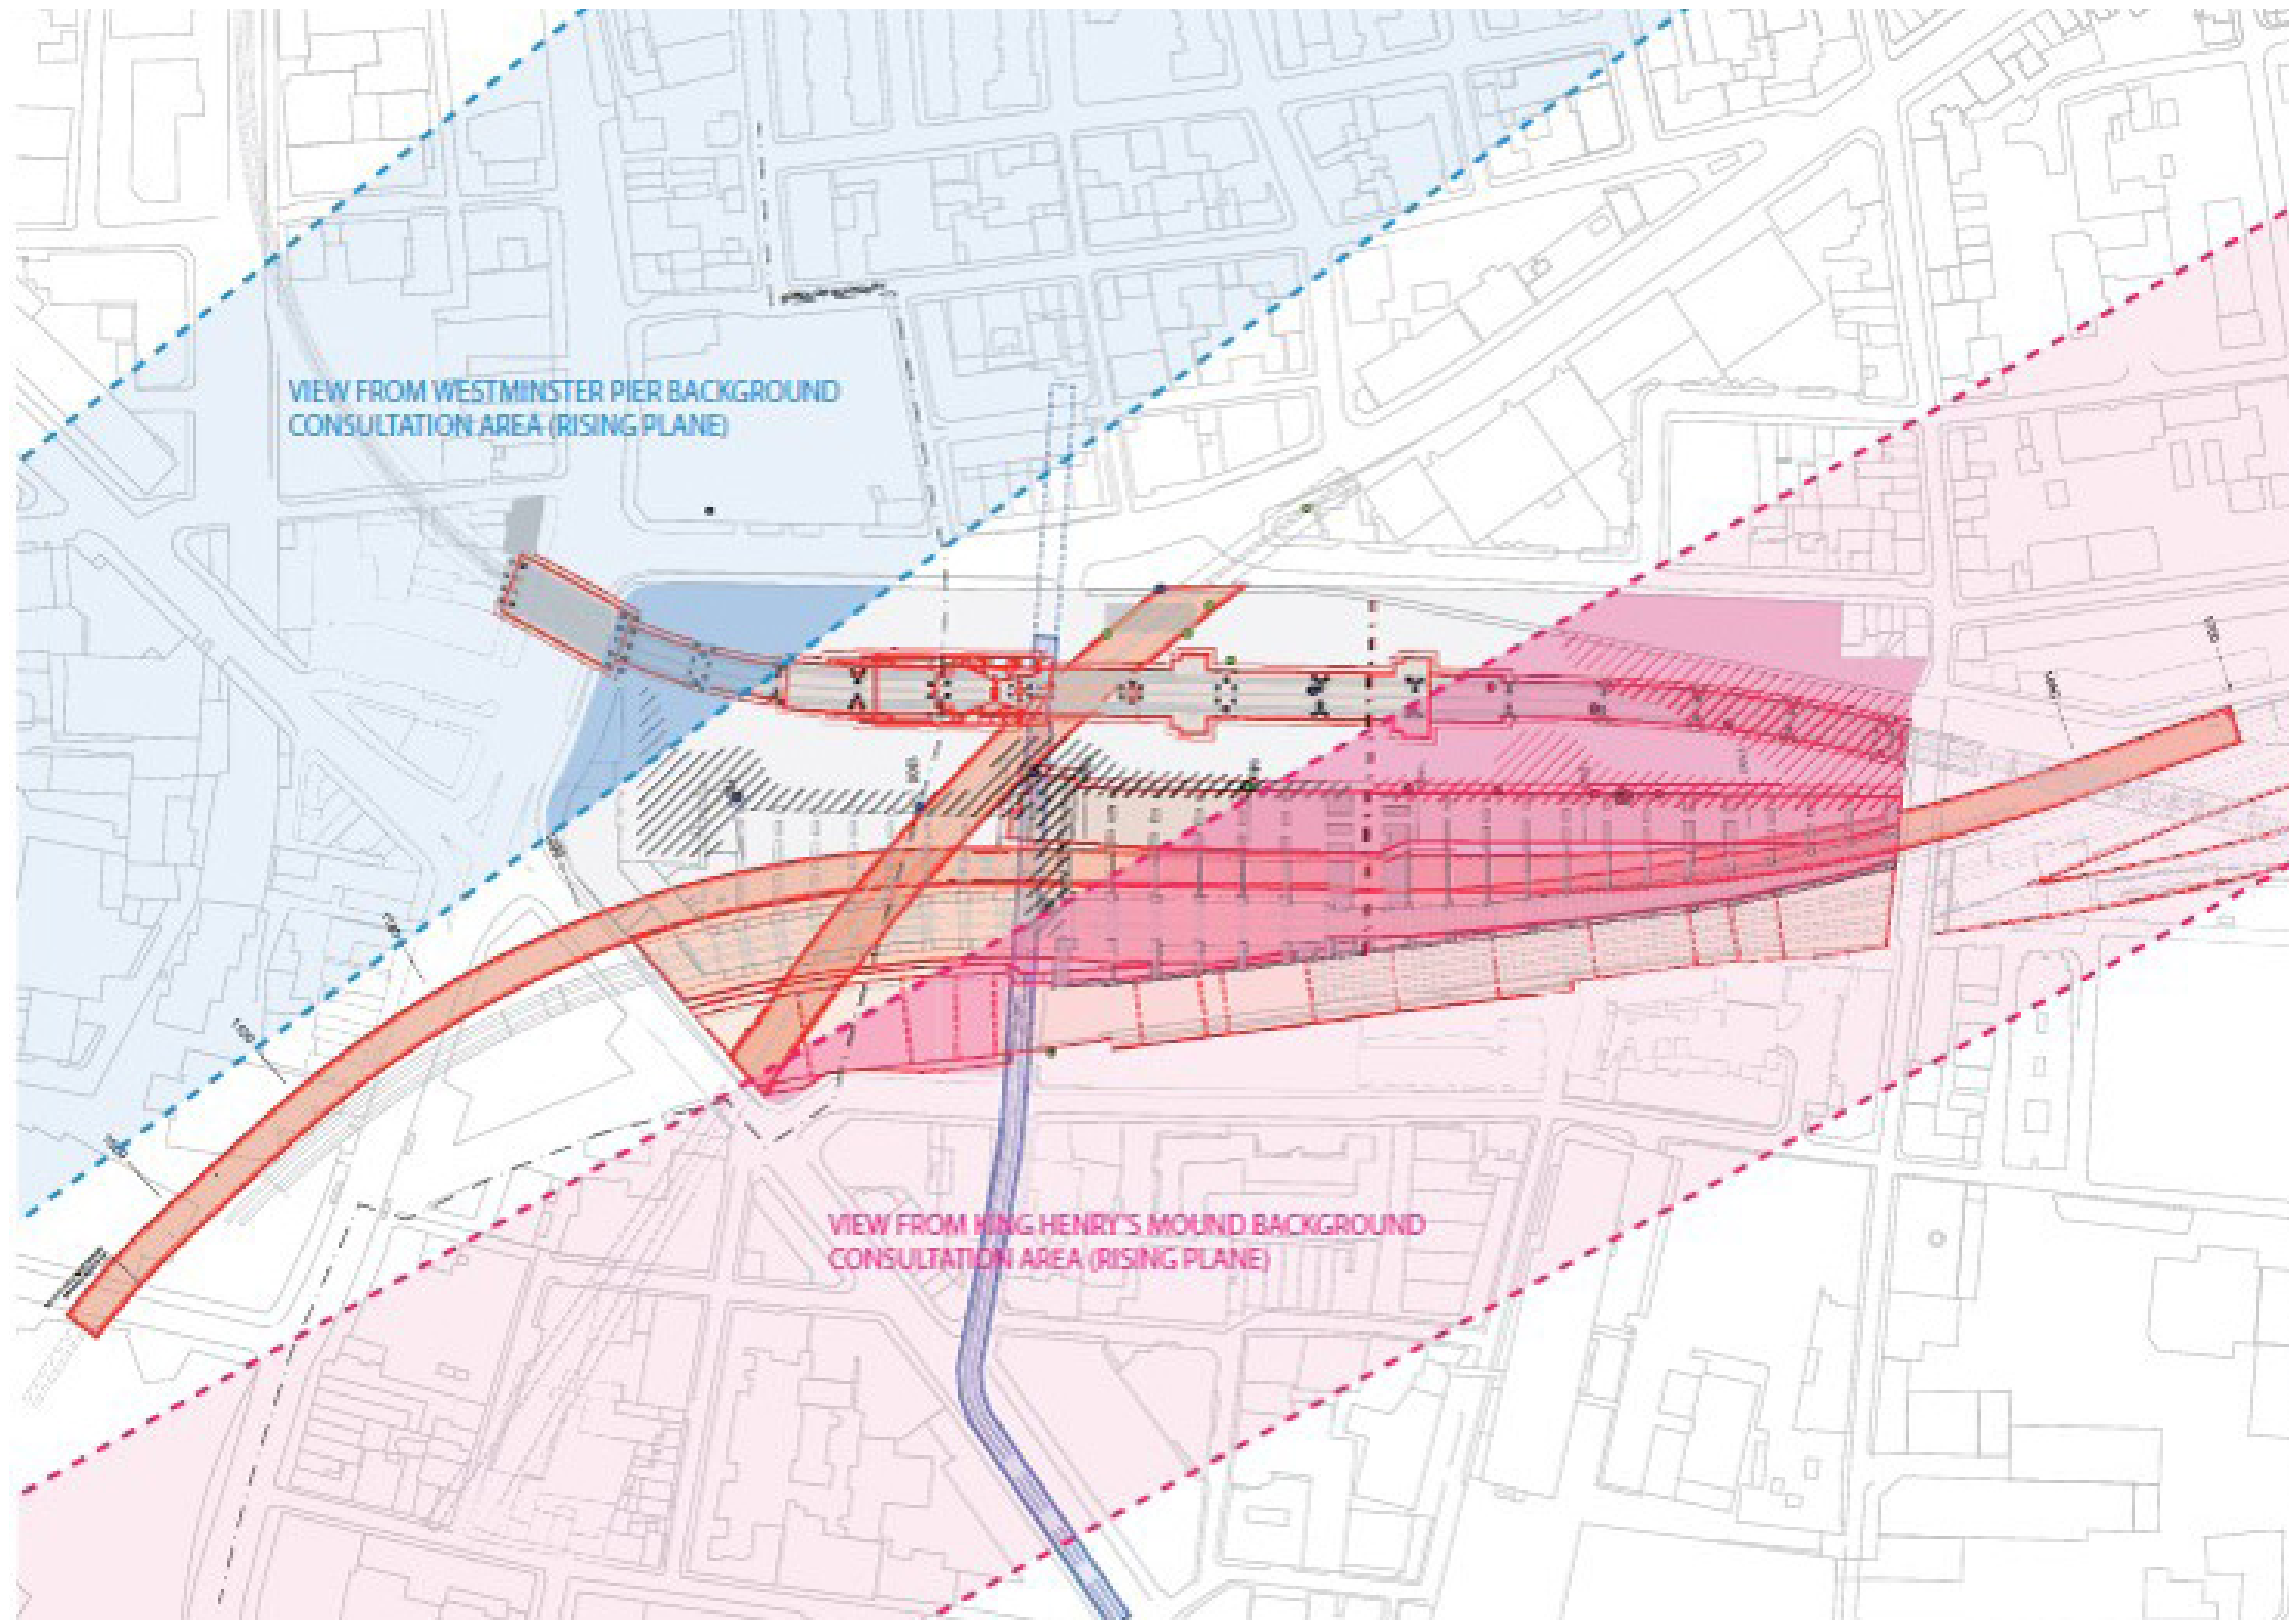 VIEW FROM WESTMINSTER PIER BACKGROUND
CONSULTATION AREA (RISING PLANE)
VIEW FROM KING HENRY'S MOUND BACKGROUND
CONSULTATION AREA (RISING PLANE)